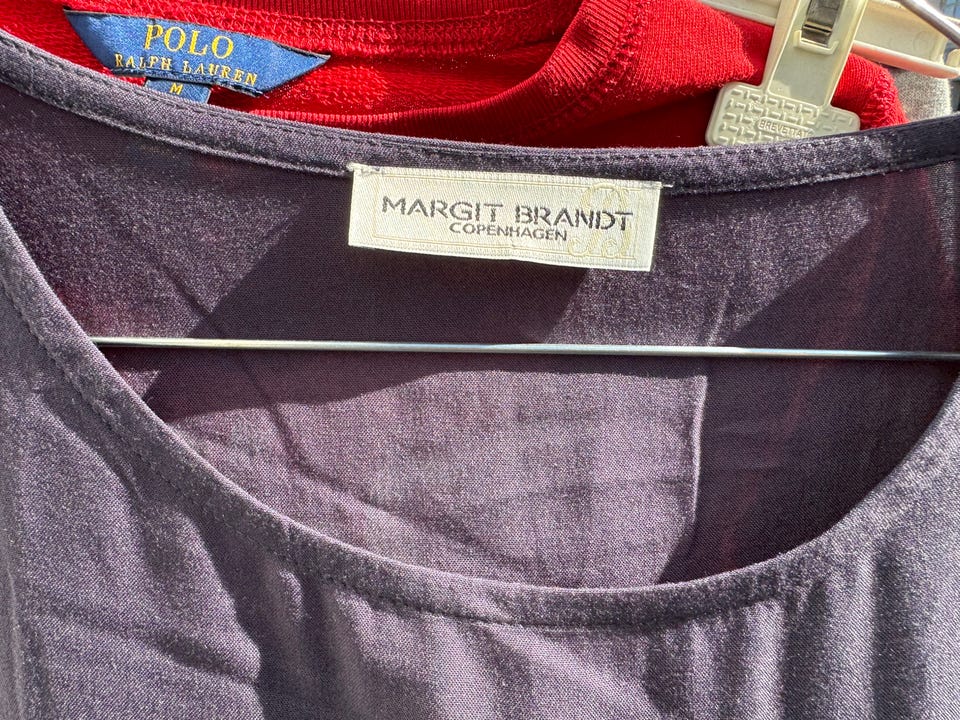 POLO
RALPH LAUREN
M
MARGIT BRANDT
COPENHAGEN